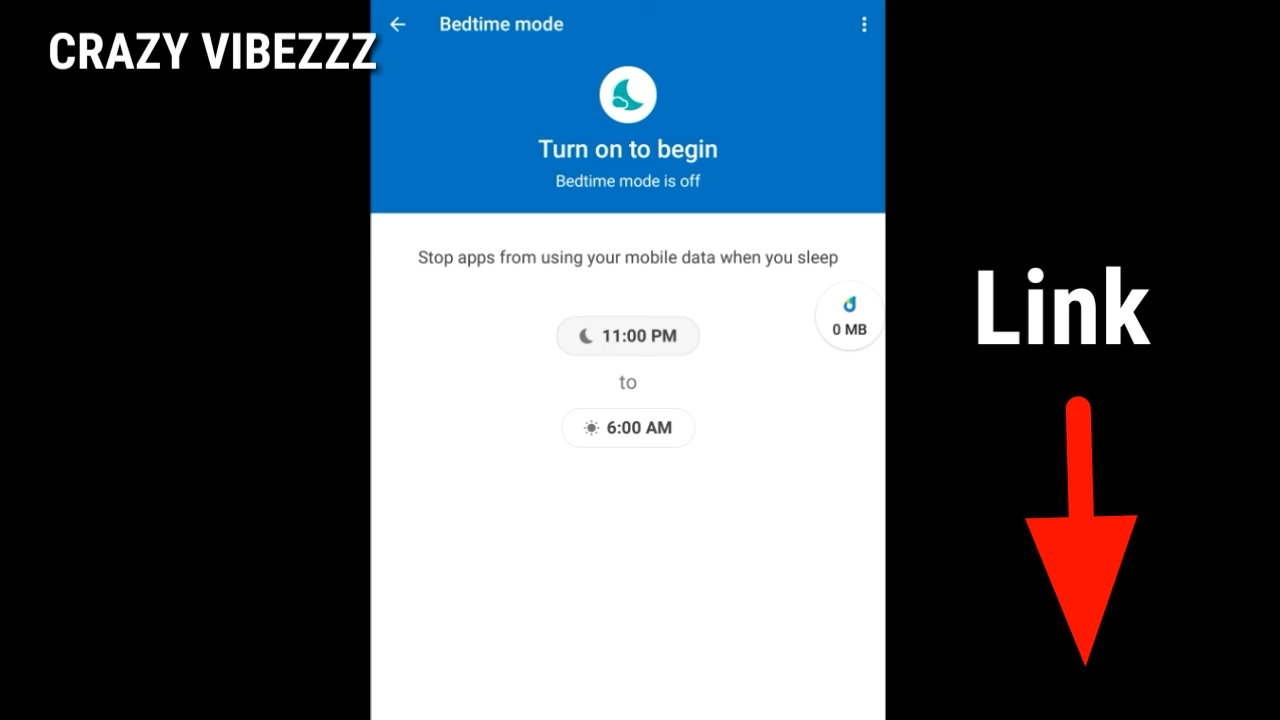 CRAZY VIBEZZZ
Bedtime mode
Turn on to begin
Bedtime mode is off
Stop apps from using your mobile data when you sleep
0 MB
11:00 PM
to
6:00 AM
Link